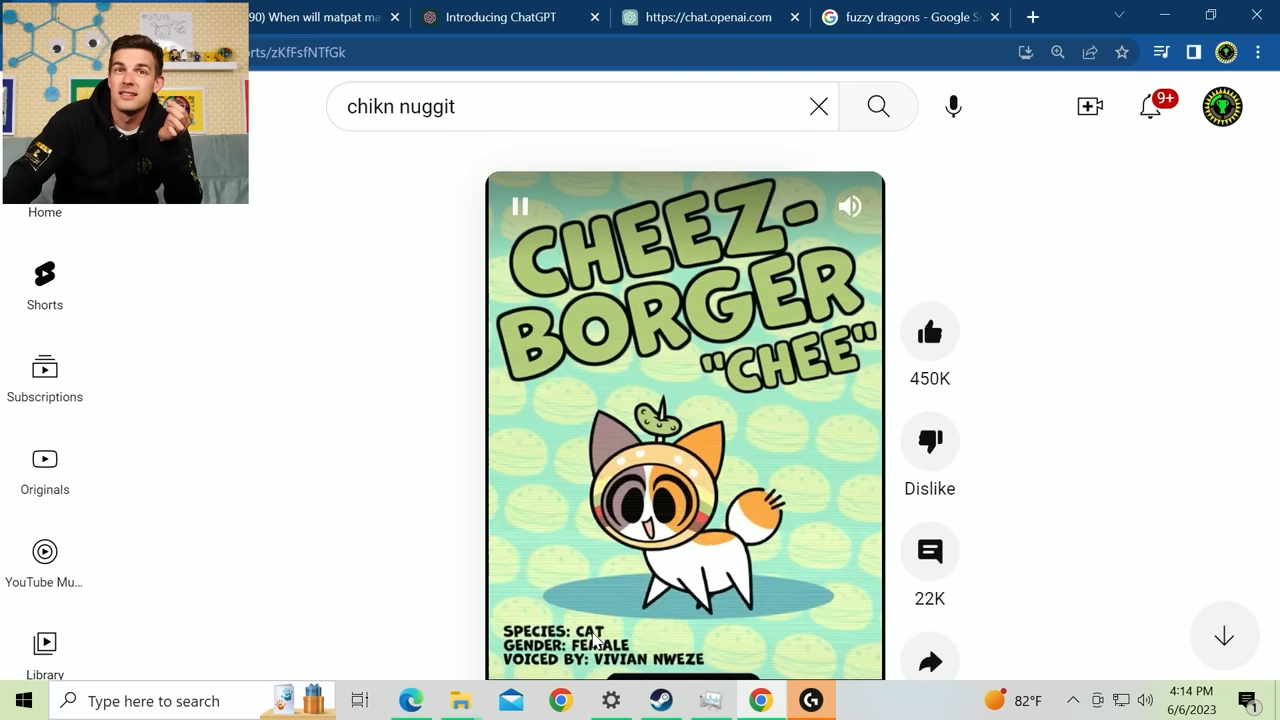 90) When will matpat ma
Introducing ChatGPT
https://chat.openai.com
fuzzy dragons - Google S
orts/zKfFsfNTfGk
chikn nuggit
9+
Home
Shorts
Subscriptions
Originals
YouTube Mu...
Library
CHEEZ-
BORGER
"CHEE"
SPECIES: CAT
GENDER: FEMALE
VOICED BY: VIVIAN NWEZE
450K
Dislike
22K
Type here to search
82°
4:14 PM
6/6/2023
1